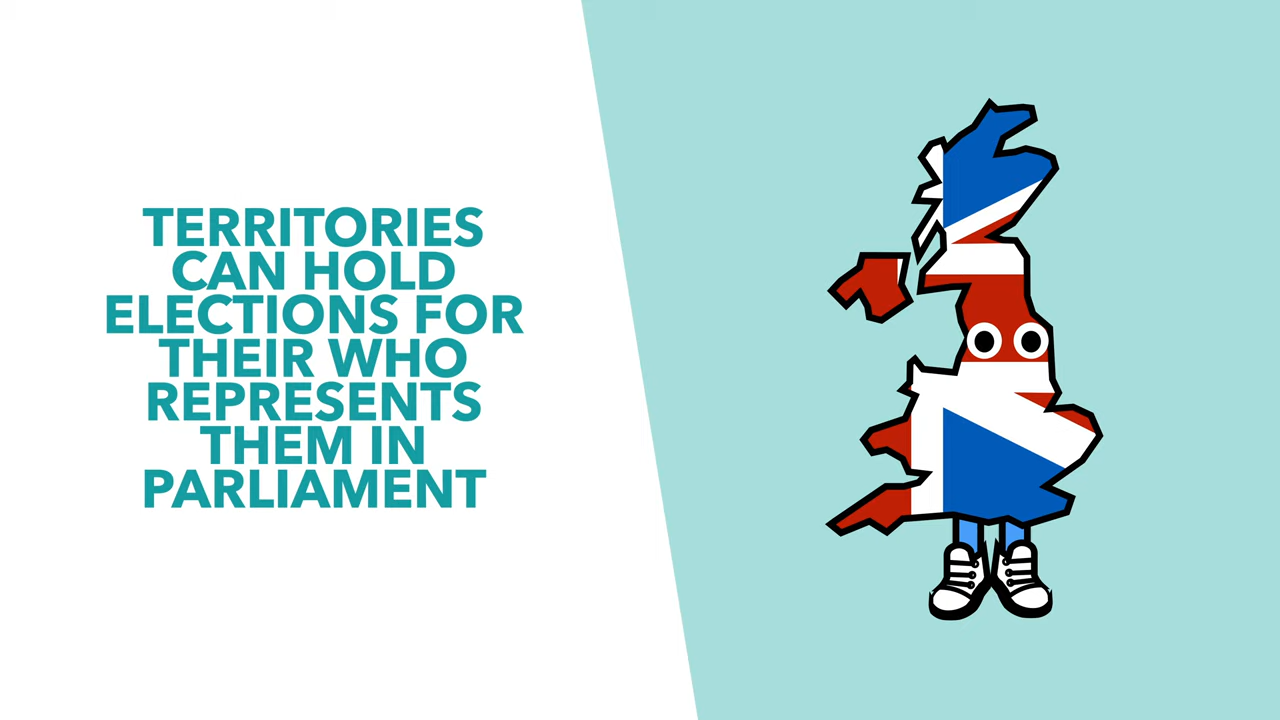 TERRITORIES
CAN HOLD
ELECTIONS FOR
THEIR WHO
REPRESENTS
THEM IN
PARLIAMENT